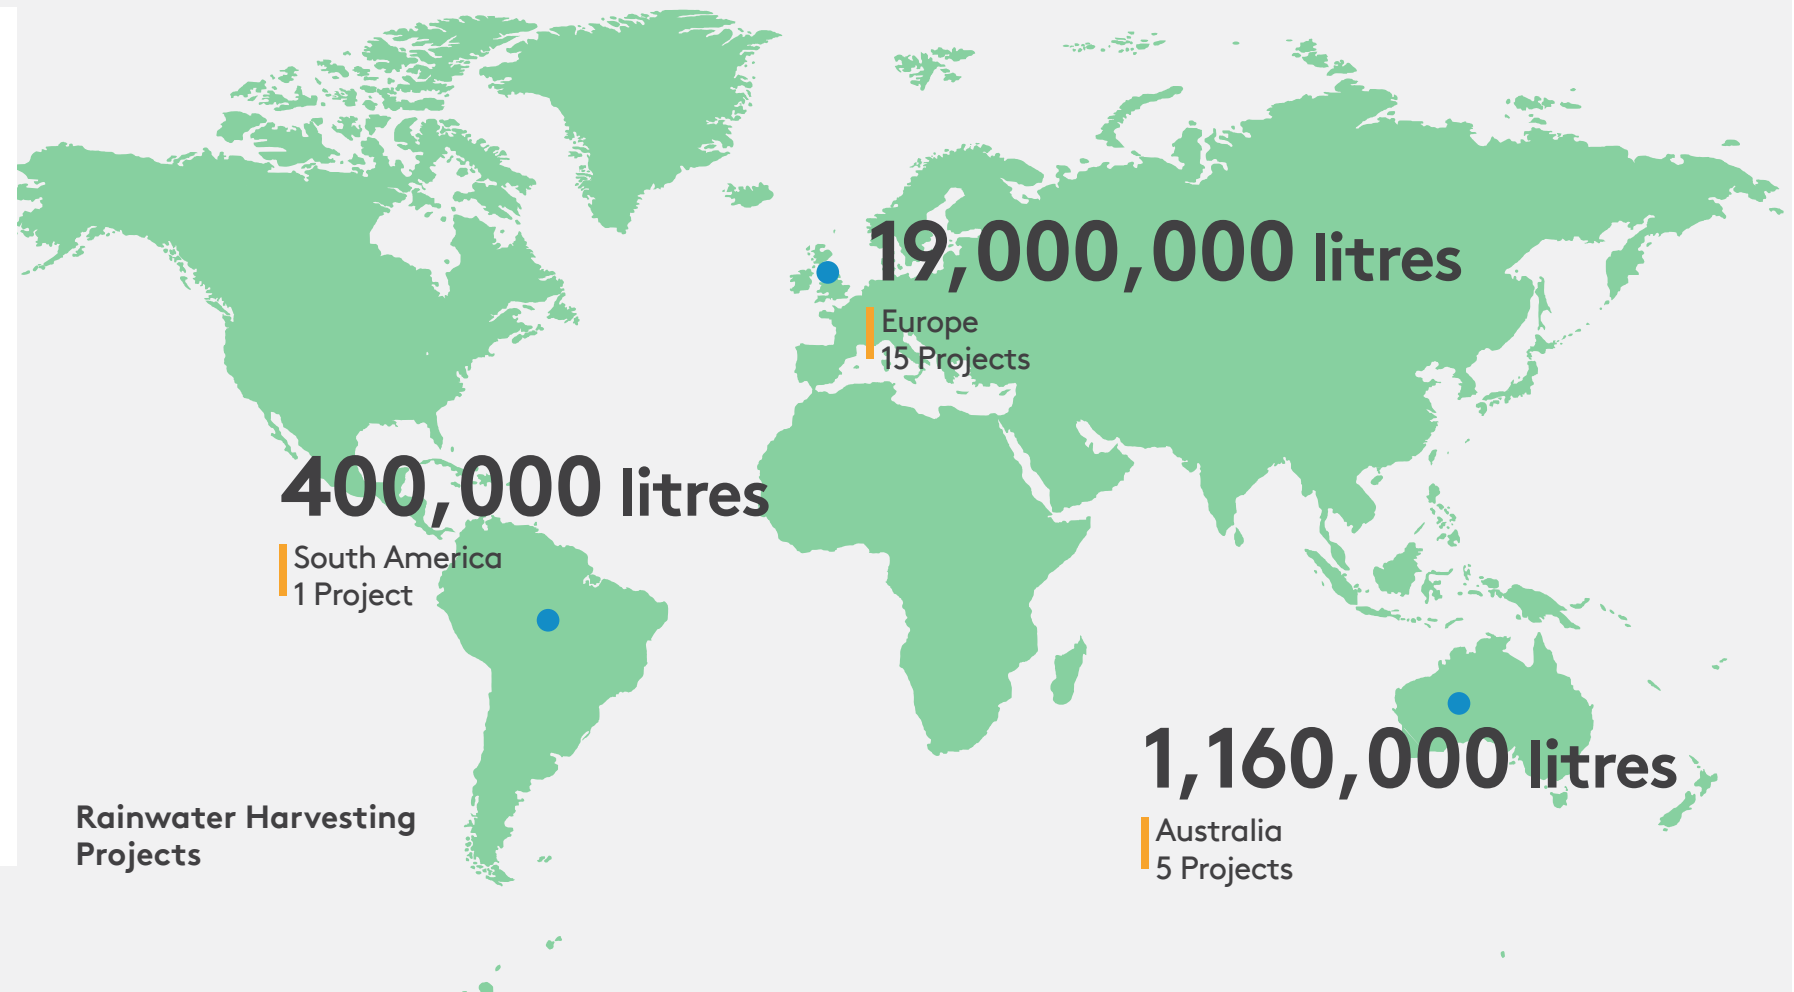 19,000,000 litres
Europe
15 Projects
400,000 litres
South America
1 Project
1,160,000 litres
Australia
5 Projects
Rainwater Harvesting
Projects